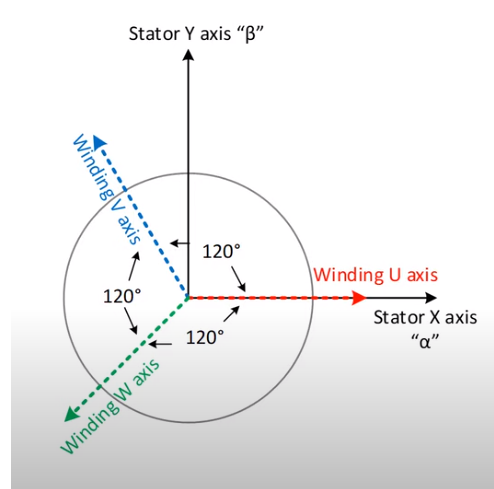 Stator Y axis “β”
Winding V axis
120°
Winding U axis
120°
Stator X axis
“α”
120°
Winding W axis